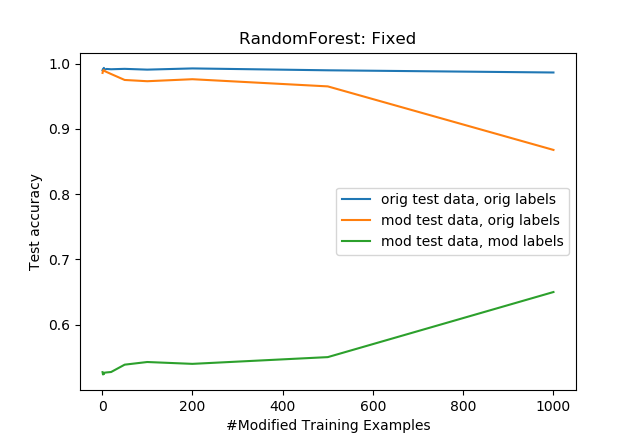 RandomForest: Fixed
1.0
0.9
0.8
0.7
0.6
Test accuracy
orig test data, orig labels
mod test data, orig labels
mod test data, mod labels
0 200 400 600 800 1000
#Modified Training Examples